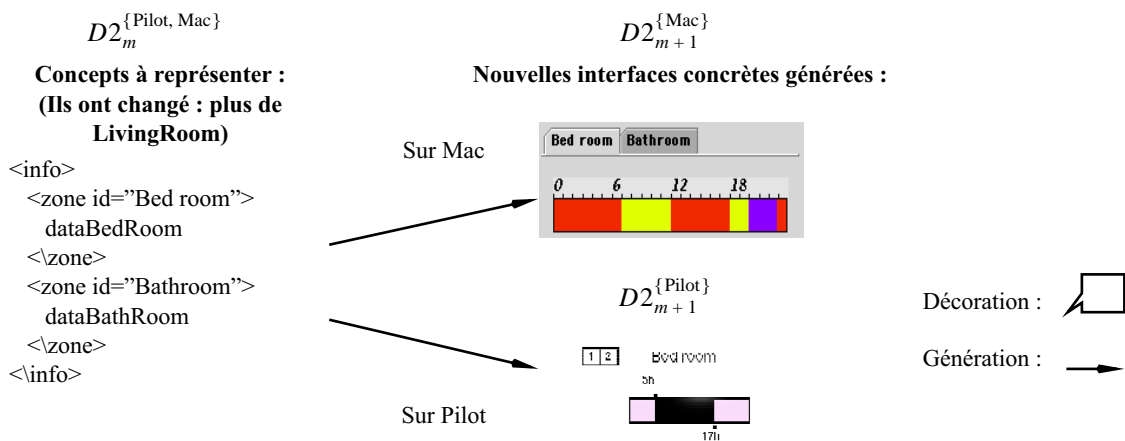 D2_m^{Pilot, Mac}
Concepts à représenter :
(Ils ont changé : plus de
LivingRoom)
<info>
<zone id=”Bed room”>
dataBedRoom
<\zone>
<zone id=”Bathroom”>
dataBathRoom
<\zone>
<\info>
D2_{m + 1}^{Mac}
Nouvelles interfaces concrètes générées :
Sur Mac
Bed room Bathroom
0 6 12 18
D2_{m + 1}^{Pilot}
Sur Pilot
1 2 Bed room
5h
17h
Décoration :
Génération :